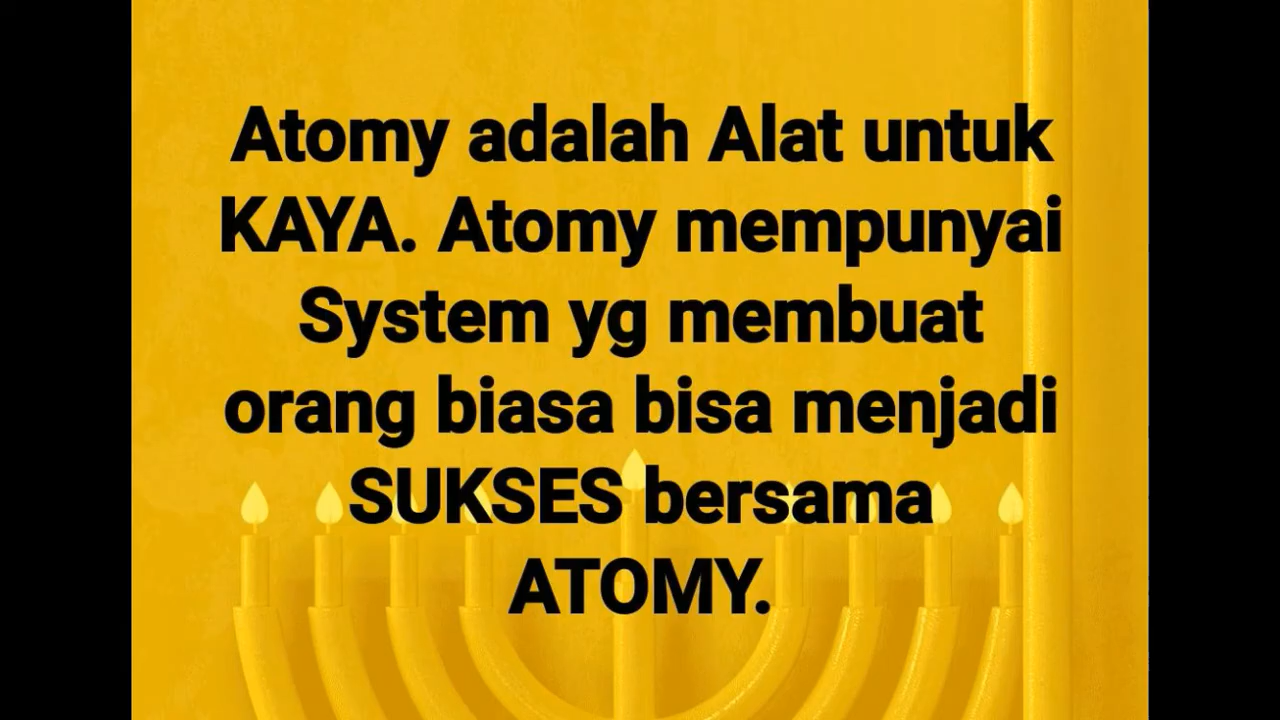 Atomy adalah Alat untuk
KAYA. Atomy mempunyai
System yg membuat
orang biasa bisa menjadi
SUKSES bersama
ATOMY.